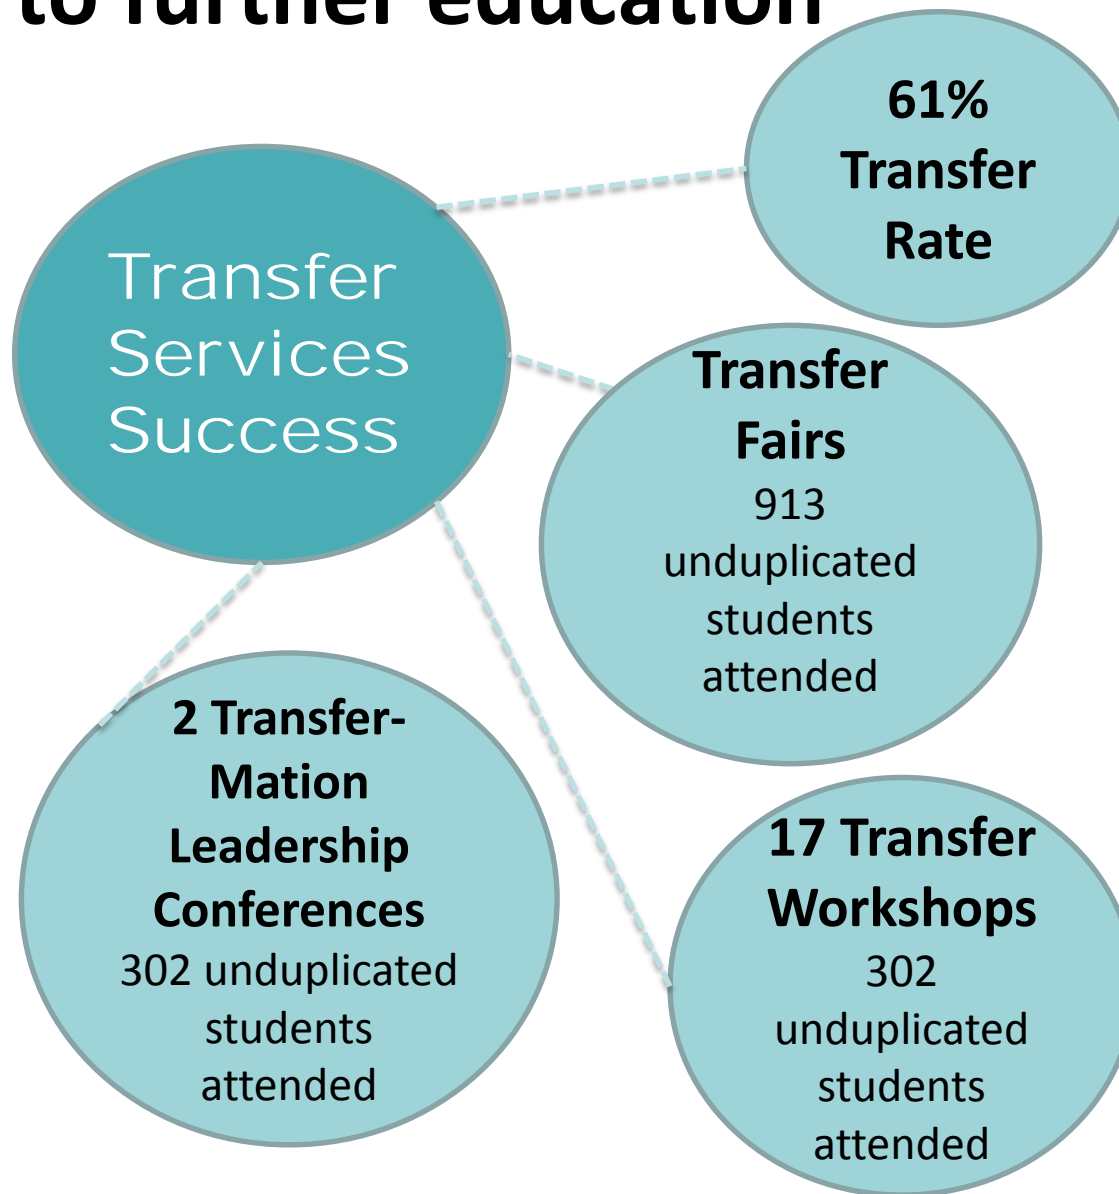 to further education
61%
Transfer
Rate
Transfer
Services
Success
Transfer
Fairs
913
unduplicated
students
attended
2 Transfer-
Mation
Leadership
Conferences
302 unduplicated
students
attended
17 Transfer
Workshops
302
unduplicated
students
attended